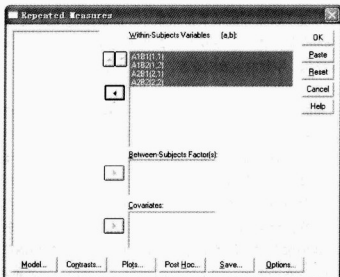 Repeated Measures
Within-Subjects Variables (a,b):
A1B1(1,1)
A1B2(1,2)
A2B1(2,1)
A2B2(2,2)
OK
Paste
Reset
Cancel
Help
Between-Subjects Factor(s):
Covariates:
Model... Contrasts... Plots... Post Hoc... Save... Options...